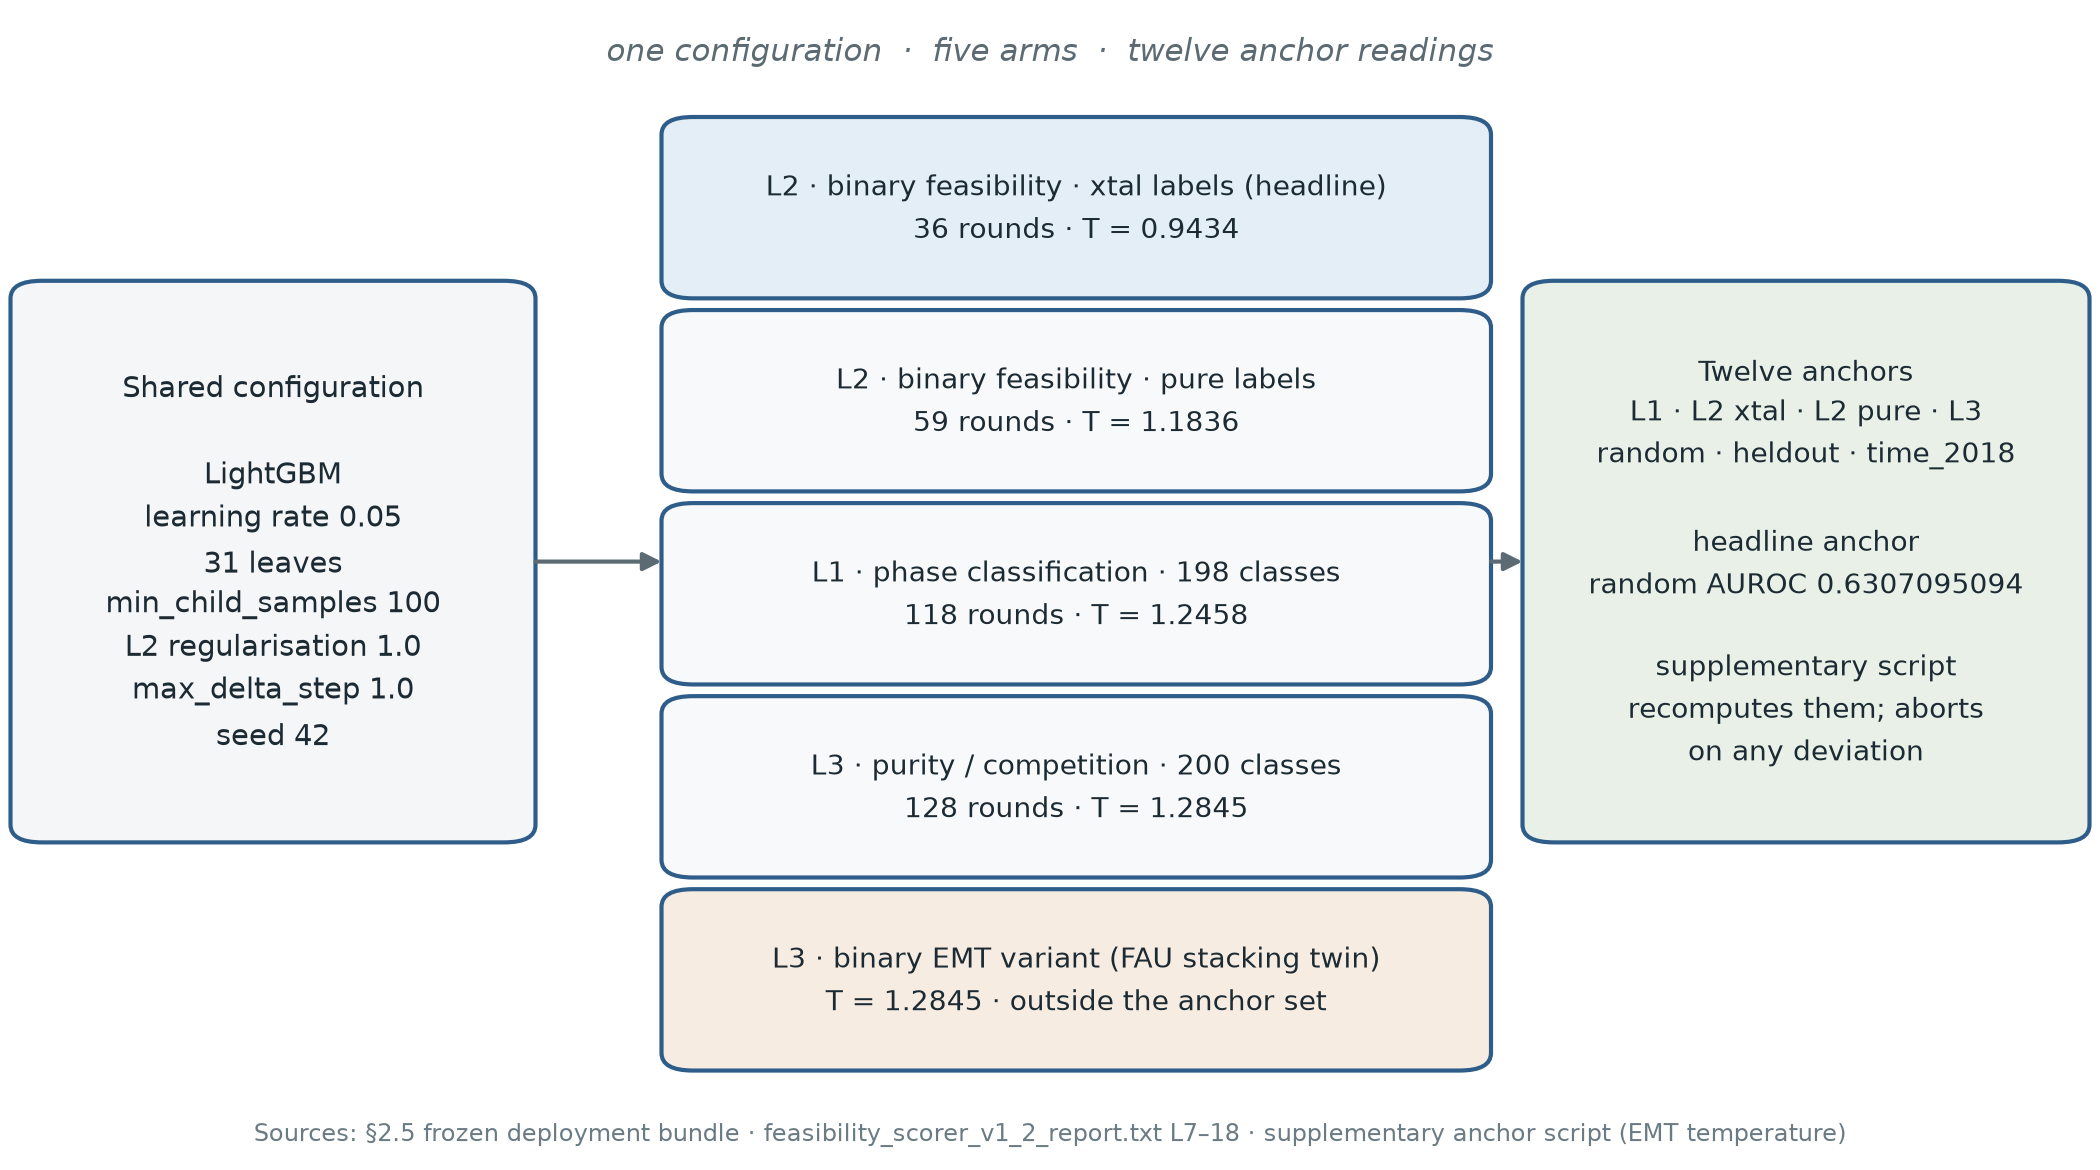 one configuration · five arms · twelve anchor readings
Shared configuration
LightGBM
learning rate 0.05
31 leaves
min_child_samples 100
L2 regularisation 1.0
max_delta_step 1.0
seed 42
L2 · binary feasibility · xtal labels (headline)
36 rounds · T = 0.9434
L2 · binary feasibility · pure labels
59 rounds · T = 1.1836
L1 · phase classification · 198 classes
118 rounds · T = 1.2458
L3 · purity / competition · 200 classes
128 rounds · T = 1.2845
L3 · binary EMT variant (FAU stacking twin)
T = 1.2845 · outside the anchor set
Twelve anchors
L1 · L2 xtal · L2 pure · L3
random · heldout · time_2018
headline anchor
random AUROC 0.6307095094
supplementary script
recomputes them; aborts
on any deviation
Sources: §2.5 frozen deployment bundle · feasibility_scorer_v1_2_report.txt L7–18 · supplementary anchor script (EMT temperature)